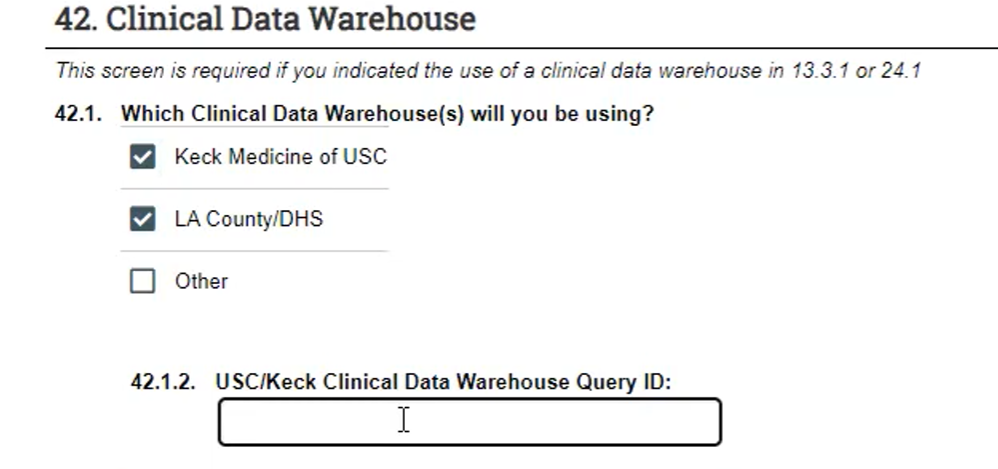 42. Clinical Data Warehouse
This screen is required if you indicated the use of a clinical data warehouse in 13.3.1 or 24.1
42.1. Which Clinical Data Warehouse(s) will you be using?
Keck Medicine of USC
LA County/DHS
Other
42.1.2. USC/Keck Clinical Data Warehouse Query ID: